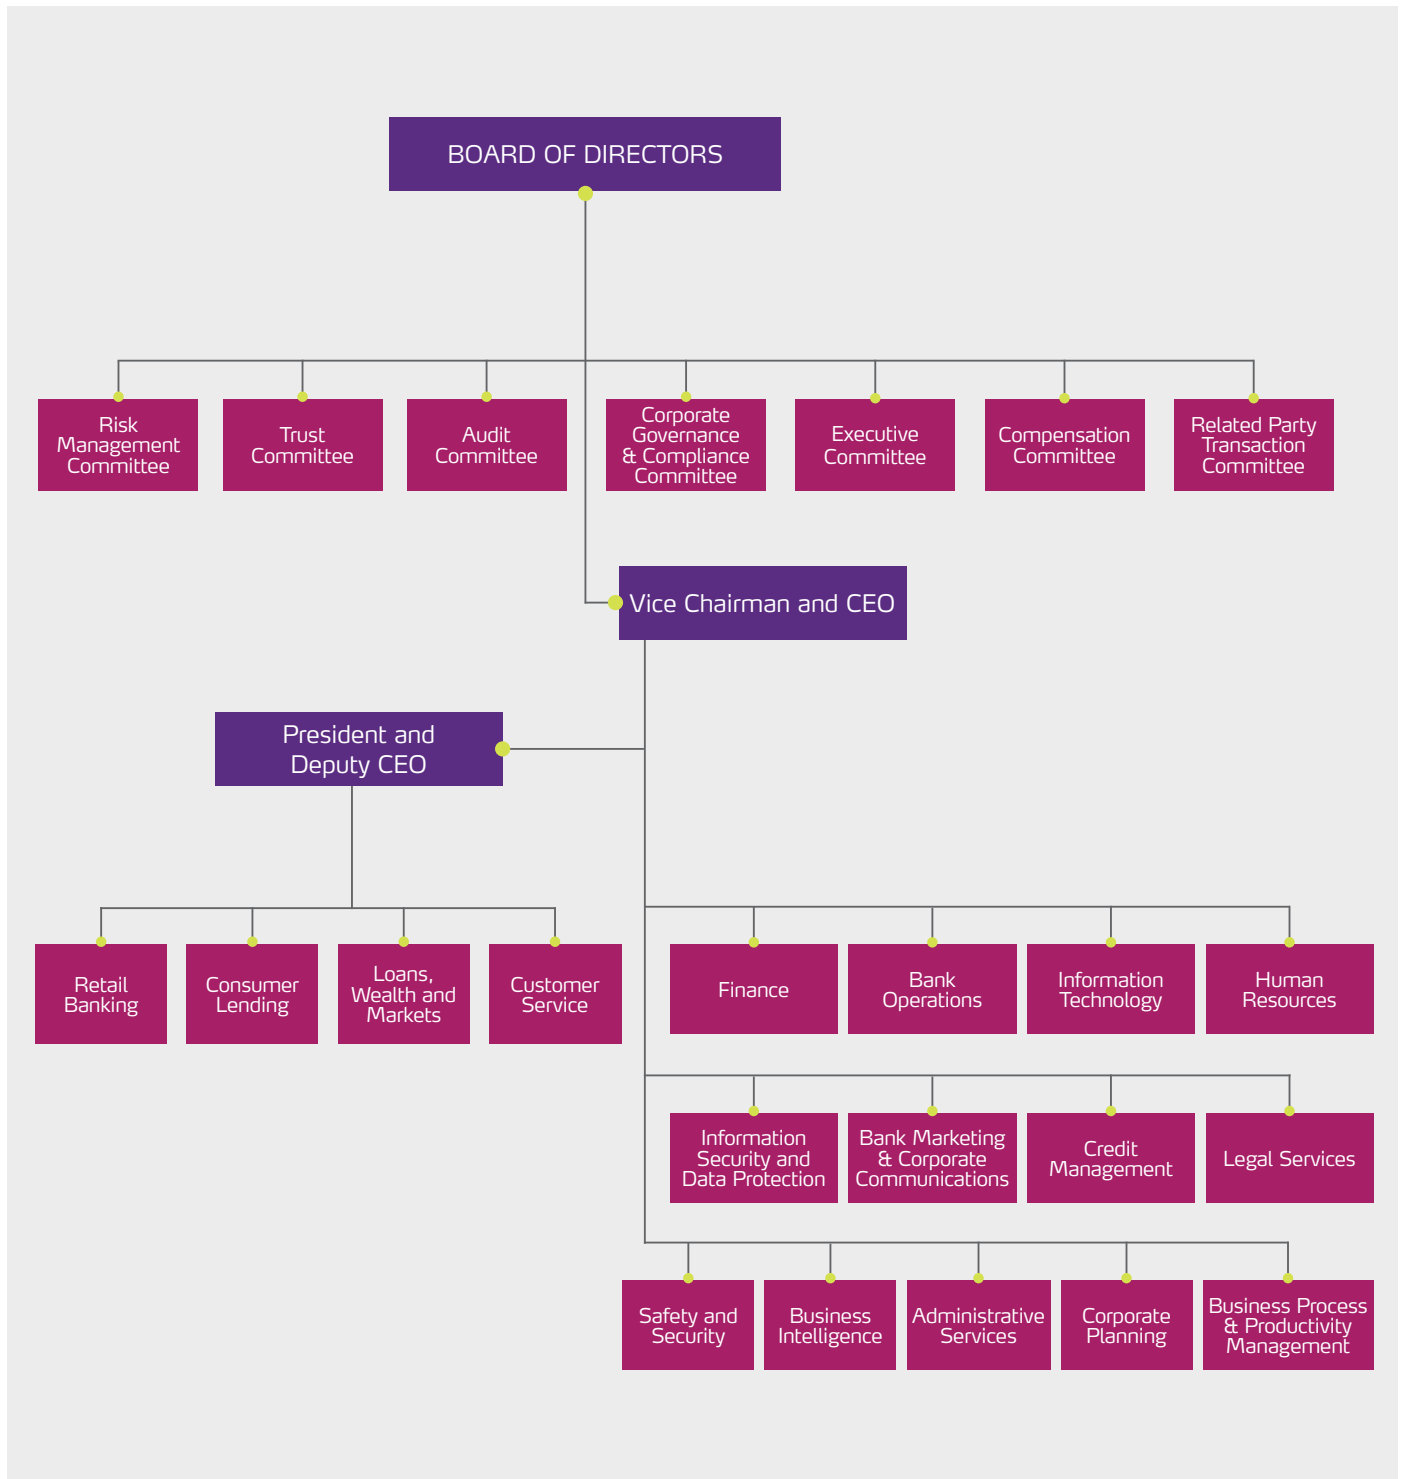 BOARD OF DIRECTORS
Risk
Management
Committee
Trust
Committee
Audit
Committee
Corporate
Governance
& Compliance
Committee
Executive
Committee
Compensation
Committee
Related Party
Transaction
Committee
Vice Chairman and CEO
President and
Deputy CEO
Retail
Banking
Consumer
Lending
Loans,
Wealth and
Markets
Customer
Service
Finance
Bank
Operations
Information
Technology
Human
Resources
Information
Security and
Data Protection
Bank Marketing
& Corporate
Communications
Credit
Management
Legal Services
Safety and
Security
Business
Intelligence
Administrative
Services
Corporate
Planning
Business Process
& Productivity
Management